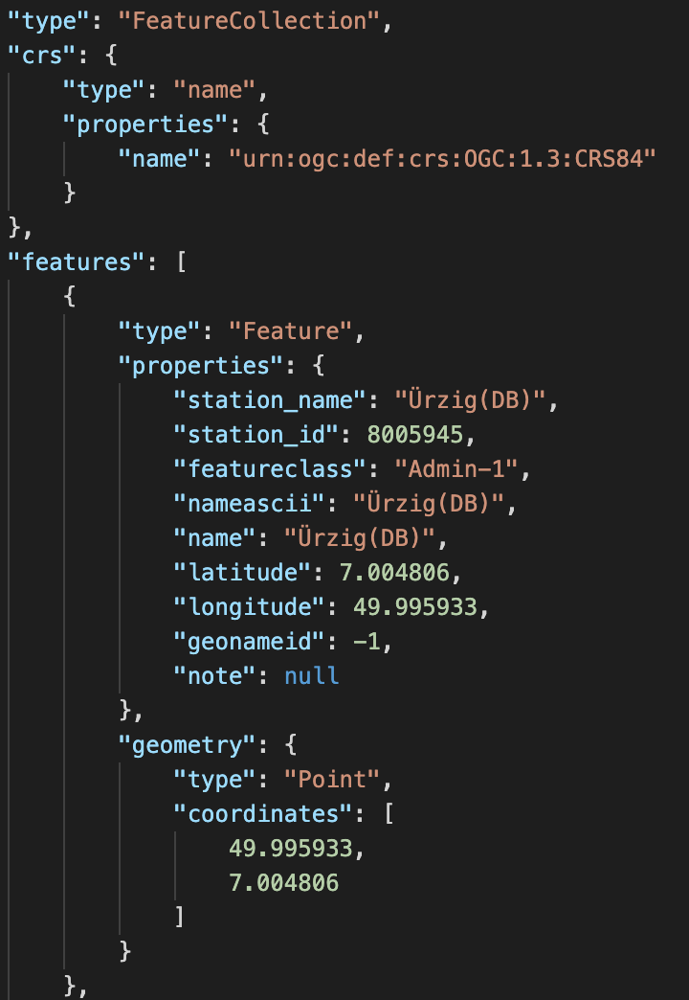 "type": "FeatureCollection",
"crs": {
    "type": "name",
    "properties": {
        "name": "urn:ogc:def:crs:OGC:1.3:CRS84"
    }
},
"features": [
    {
        "type": "Feature",
        "properties": {
            "station_name": "Ürzig(DB)",
            "station_id": 8005945,
            "featureclass": "Admin-1",
            "nameascii": "Ürzig(DB)",
            "name": "Ürzig(DB)",
            "latitude": 7.004806,
            "longitude": 49.995933,
            "geonameid": -1,
            "note": null
        },
        "geometry": {
            "type": "Point",
            "coordinates": [
                49.995933,
                7.004806
            ]
        }
    },